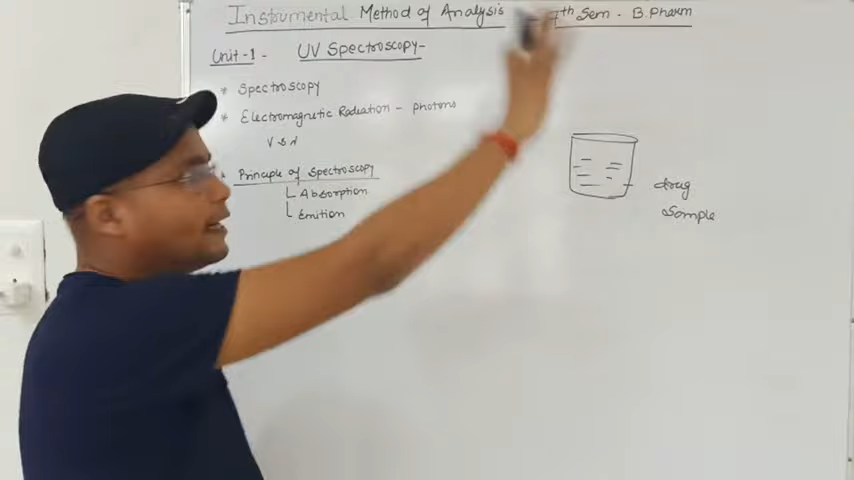 Instrumental Method of Analysis
7th Sem - B.Pharm
Unit-1 - UV Spectroscopy-
* Spectroscopy
* Electromagnetic Radiation - photons
ν & λ
* Principle of Spectroscopy
Absorption
Emition
drug
Sample